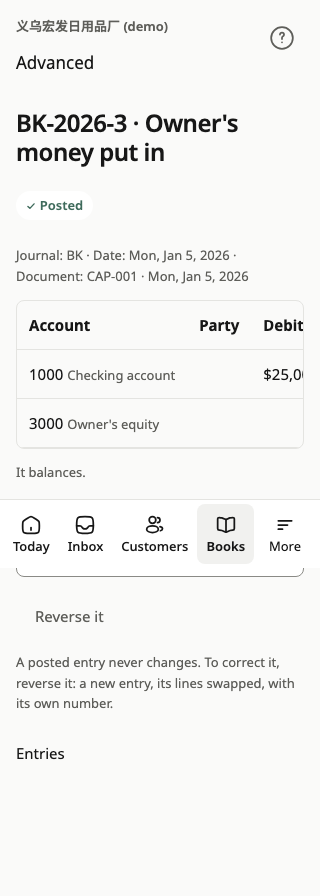 义乌宏发日用品厂 (demo)
Advanced
BK-2026-3 · Owner's
money put in
✓ Posted
Journal: BK · Date: Mon, Jan 5, 2026 ·
Document: CAP-001 · Mon, Jan 5, 2026
Account Party Debit
1000 Checking account $25,0
3000 Owner's equity
It balances.
Today Inbox Customers Books More
Reverse it
A posted entry never changes. To correct it,
reverse it: a new entry, its lines swapped, with
its own number.
Entries